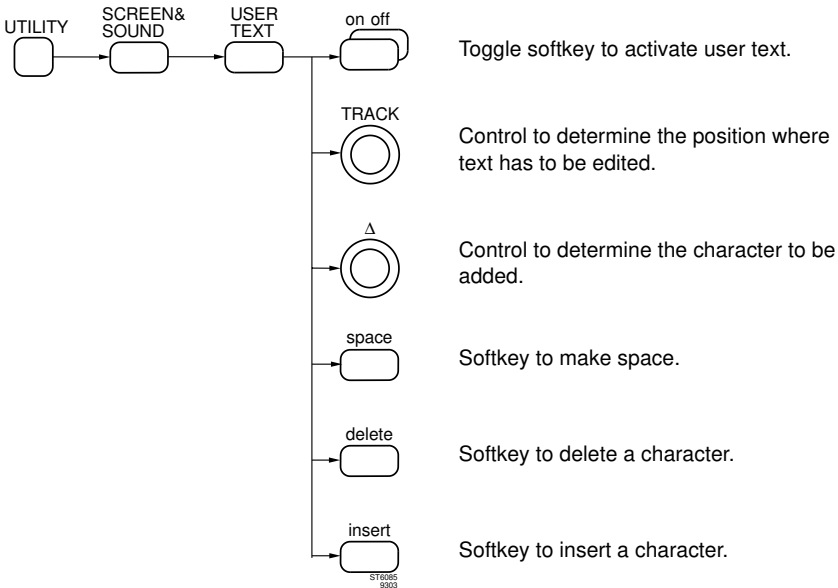 UTILITY
SCREEN&
SOUND
USER
TEXT
on off
Toggle softkey to activate user text.
TRACK
Control to determine the position where
text has to be edited.
Δ
Control to determine the character to be
added.
space
Softkey to make space.
delete
Softkey to delete a character.
insert
Softkey to insert a character.
ST6085
9303